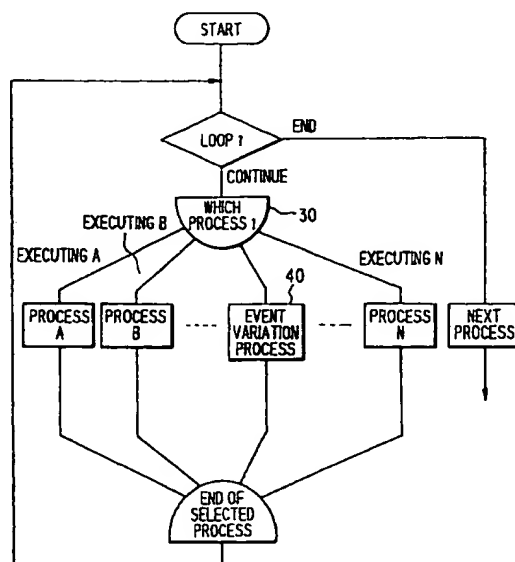 START
LOOP ?
END
CONTINUE
WHICH
PROCESS ?
30
EXECUTING B
EXECUTING A
EXECUTING N
40
PROCESS
A
PROCESS
B
EVENT
VARIATION
PROCESS
PROCESS
N
NEXT
PROCESS
END OF
SELECTED
PROCESS